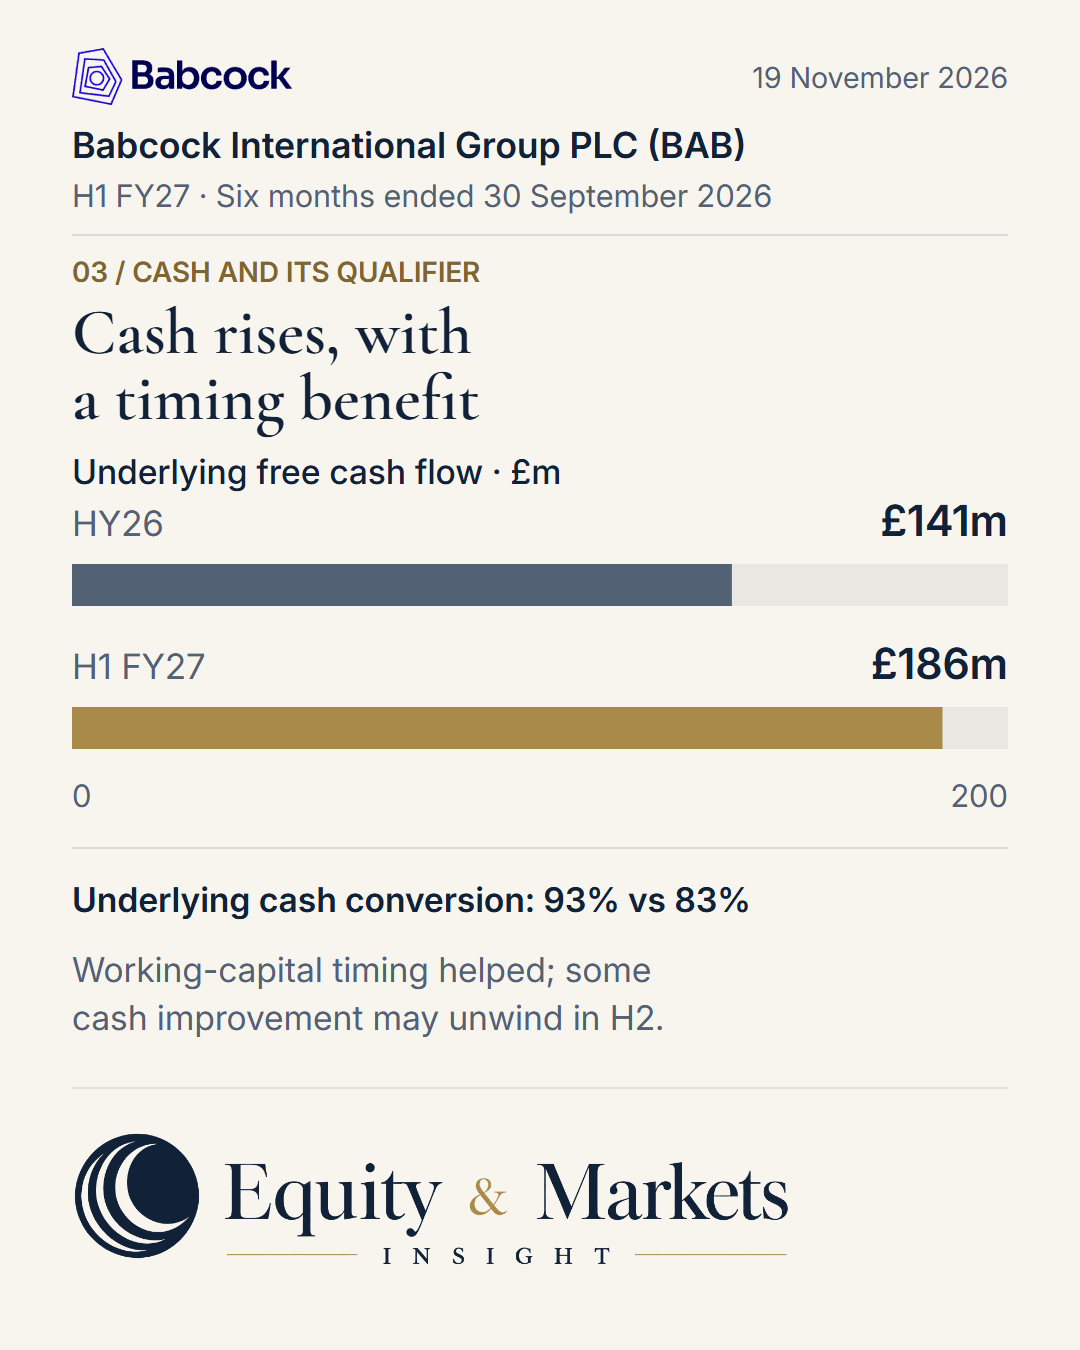 Babcock
19 November 2026
Babcock International Group PLC (BAB)
H1 FY27 · Six months ended 30 September 2026
03 / CASH AND ITS QUALIFIER
Cash rises, with
a timing benefit
Underlying free cash flow · £m
HY26
£141m
H1 FY27
£186m
0
200
Underlying cash conversion: 93% vs 83%
Working-capital timing helped; some
cash improvement may unwind in H2.
Equity & Markets
INSIGHT